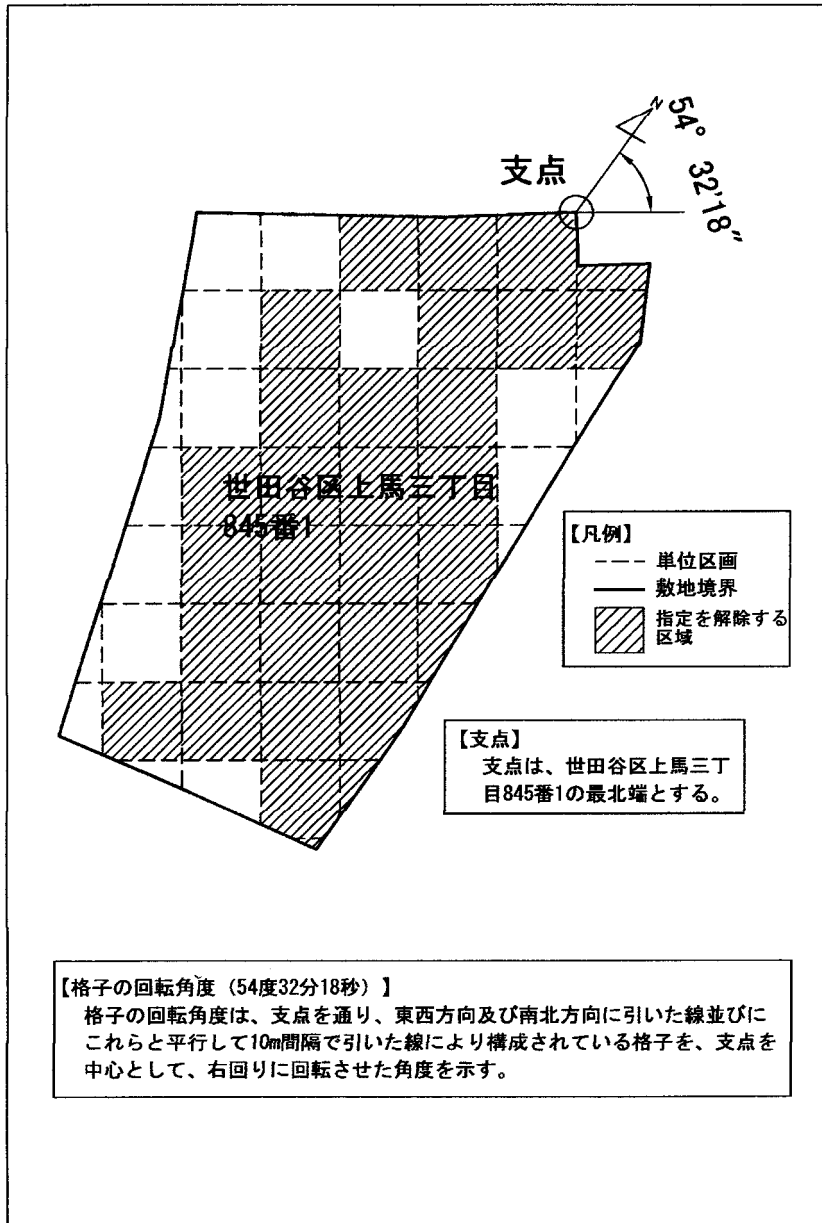 N
54° 32'18"
支点
世田谷区上馬三丁目
845番1
【凡例】
単位区画
敷地境界
指定を解除する
区域
【支点】
支点は、世田谷区上馬三丁
目845番1の最北端とする。
【格子の回転角度（54度32分18秒）】
格子の回転角度は、支点を通り、東西方向及び南北方向に引いた線並びに
これらと平行して10m間隔で引いた線により構成されている格子を、支点を
中心として、右回りに回転させた角度を示す。